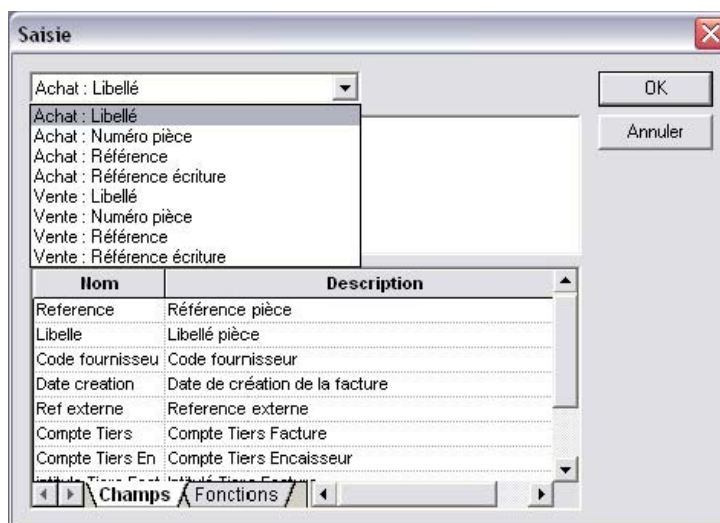 Saisie
Achat : Libellé
OK
Achat : Libellé
Achat : Numéro pièce
Annuler
Achat : Référence
Achat : Référence écriture
Vente : Libellé
Vente : Numéro pièce
Vente : Référence
Vente : Référence écriture
Nom Description
Reference Référence pièce
Libelle Libellé pièce
Code fournisseu Code fournisseur
Date creation Date de création de la facture
Ref externe Reference externe
Compte Tiers Compte Tiers Facture
Compte Tiers En Compte Tiers Encaisseur
Champs Fonctions